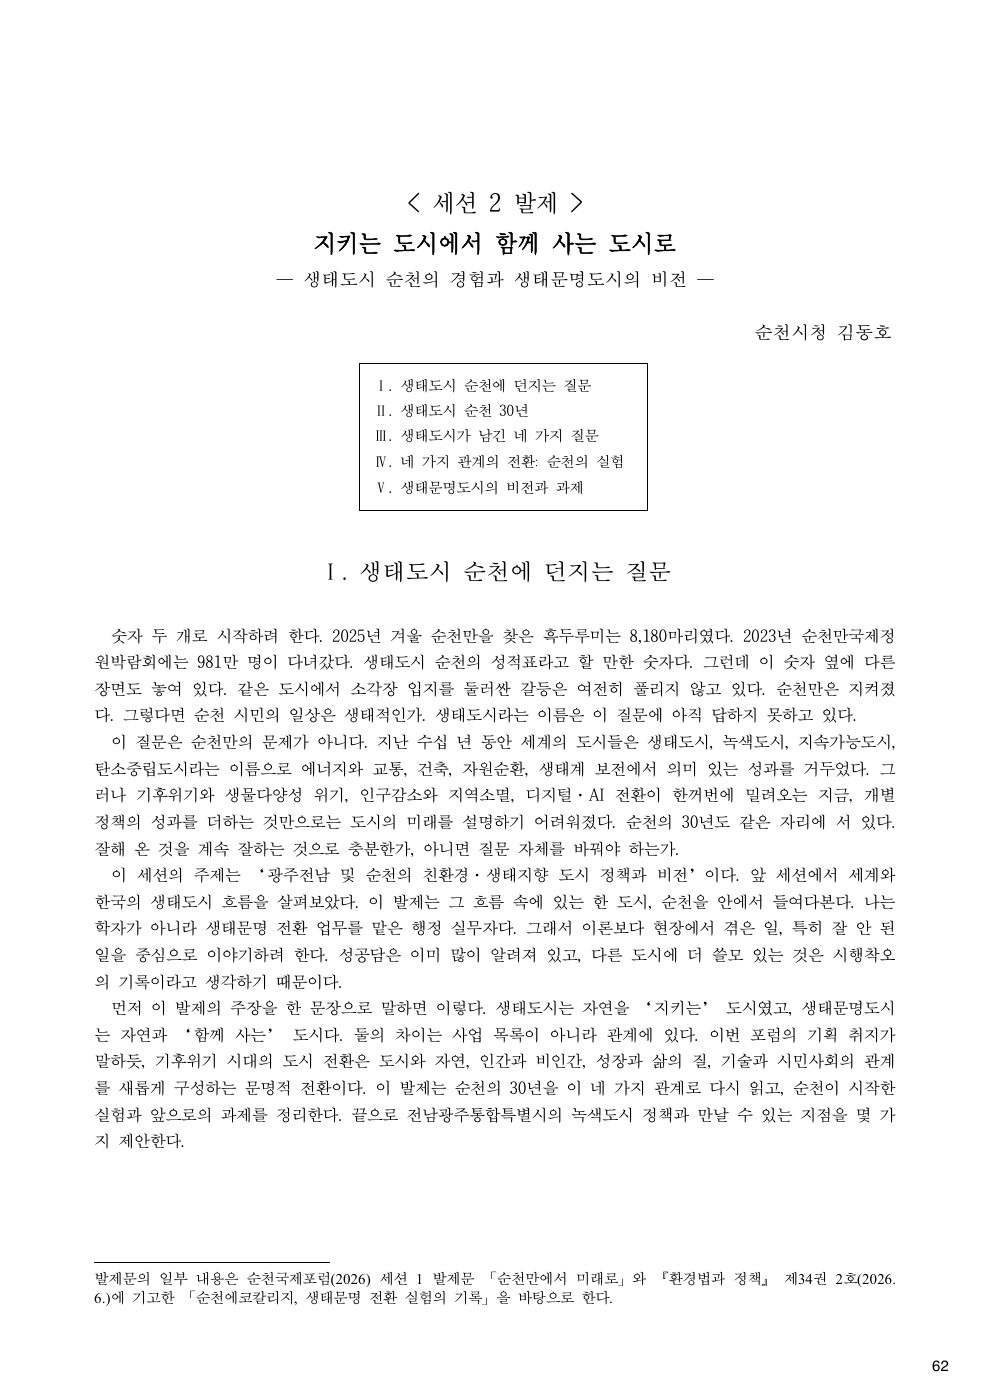 < 세션 2 발제 >
지키는 도시에서 함께 사는 도시로
― 생태도시 순천의 경험과 생태문명도시의 비전 ―
순천시청 김동호
Ⅰ. 생태도시 순천에 던지는 질문
Ⅱ. 생태도시 순천 30년
Ⅲ. 생태도시가 남긴 네 가지 질문
Ⅳ. 네 가지 관계의 전환: 순천의 실험
Ⅴ. 생태문명도시의 비전과 과제
Ⅰ. 생태도시 순천에 던지는 질문
숫자 두 개로 시작하려 한다. 2025년 겨울 순천만을 찾은 흑두루미는 8,180마리였다. 2023년 순천만국제정
원박람회에는 981만 명이 다녀갔다. 생태도시 순천의 성적표라고 할 만한 숫자다. 그런데 이 숫자 옆에 다른
장면도 놓여 있다. 같은 도시에서 소각장 입지를 둘러싼 갈등은 여전히 풀리지 않고 있다. 순천만은 지켜졌
다. 그렇다면 순천 시민의 일상은 생태적인가. 생태도시라는 이름은 이 질문에 아직 답하지 못하고 있다.
이 질문은 순천만의 문제가 아니다. 지난 수십 년 동안 세계의 도시들은 생태도시, 녹색도시, 지속가능도시,
탄소중립도시라는 이름으로 에너지와 교통, 건축, 자원순환, 생태계 보전에서 의미 있는 성과를 거두었다. 그
러나 기후위기와 생물다양성 위기, 인구감소와 지역소멸, 디지털·AI 전환이 한꺼번에 밀려오는 지금, 개별
정책의 성과를 더하는 것만으로는 도시의 미래를 설명하기 어려워졌다. 순천의 30년도 같은 자리에 서 있다.
잘해 온 것을 계속 잘하는 것으로 충분한가, 아니면 질문 자체를 바꿔야 하는가.
이 세션의 주제는 ‘광주전남 및 순천의 친환경·생태지향 도시 정책과 비전’이다. 앞 세션에서 세계와
한국의 생태도시 흐름을 살펴보았다. 이 발제는 그 흐름 속에 있는 한 도시, 순천을 안에서 들여다본다. 나는
학자가 아니라 생태문명 전환 업무를 맡은 행정 실무자다. 그래서 이론보다 현장에서 겪은 일, 특히 잘 안 된
일을 중심으로 이야기하려 한다. 성공담은 이미 많이 알려져 있고, 다른 도시에 더 쓸모 있는 것은 시행착오
의 기록이라고 생각하기 때문이다.
먼저 이 발제의 주장을 한 문장으로 말하면 이렇다. 생태도시는 자연을 ‘지키는’ 도시였고, 생태문명도시
는 자연과 ‘함께 사는’ 도시다. 둘의 차이는 사업 목록이 아니라 관계에 있다. 이번 포럼의 기획 취지가
말하듯, 기후위기 시대의 도시 전환은 도시와 자연, 인간과 비인간, 성장과 삶의 질, 기술과 시민사회의 관계
를 새롭게 구성하는 문명적 전환이다. 이 발제는 순천의 30년을 이 네 가지 관계로 다시 읽고, 순천이 시작한
실험과 앞으로의 과제를 정리한다. 끝으로 전남광주통합특별시의 녹색도시 정책과 만날 수 있는 지점을 몇 가
지 제안한다.
발제문의 일부 내용은 순천국제포럼(2026) 세션 1 발제문 「순천만에서 미래로」와 『환경법과 정책』 제34권 2호(2026.
6.)에 기고한 「순천에코칼리지, 생태문명 전환 실험의 기록」을 바탕으로 한다.
62